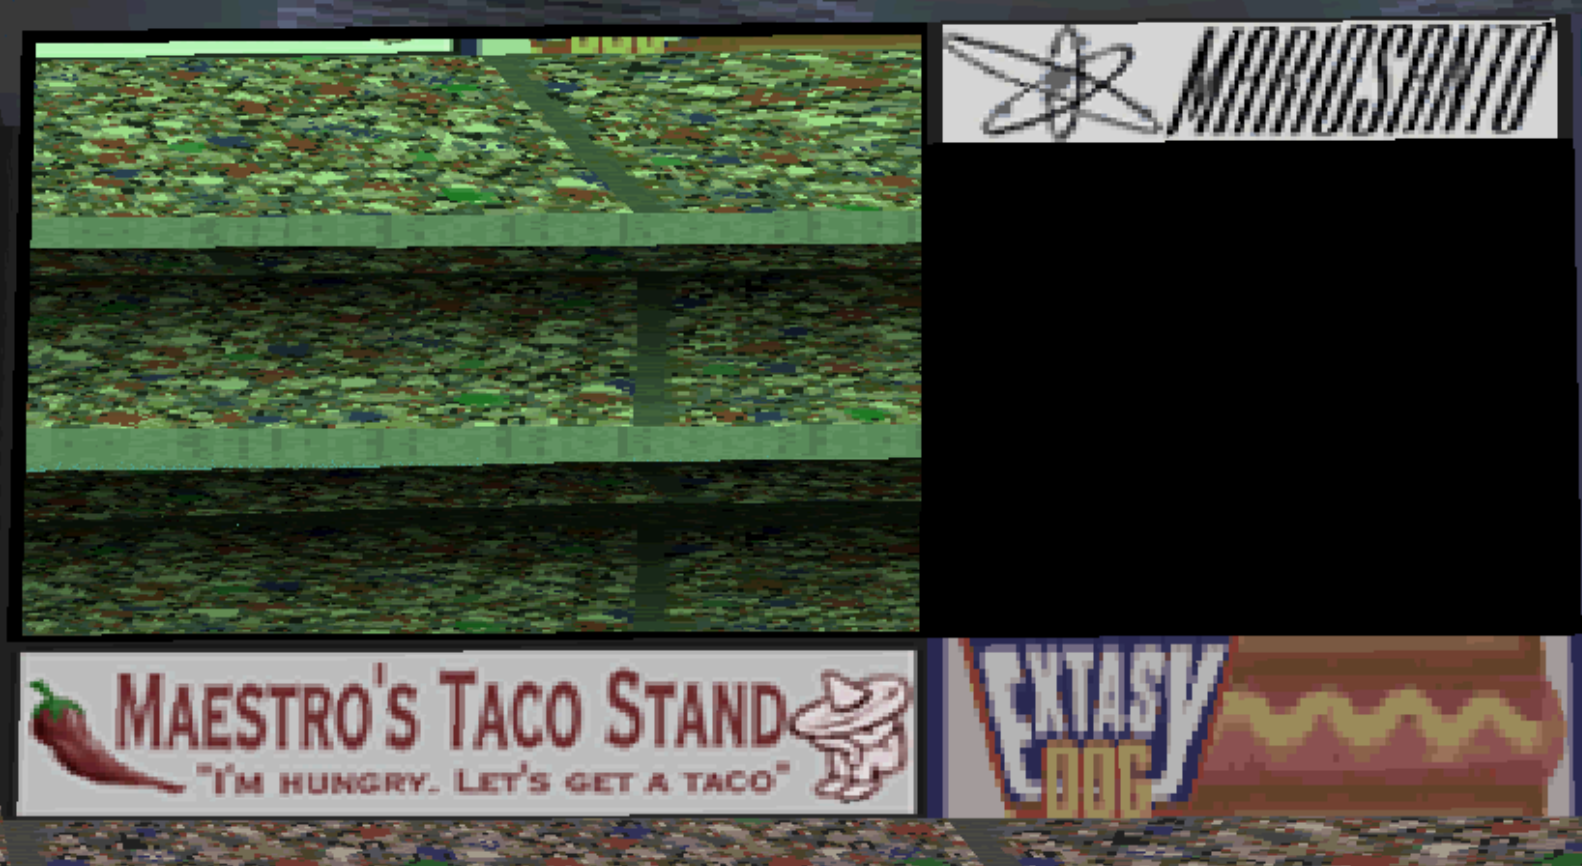 MARIOSANTO
MAESTRO'S TACO STAND
"I'M HUNGRY. LET'S GET A TACO"
EXTASY
DOG